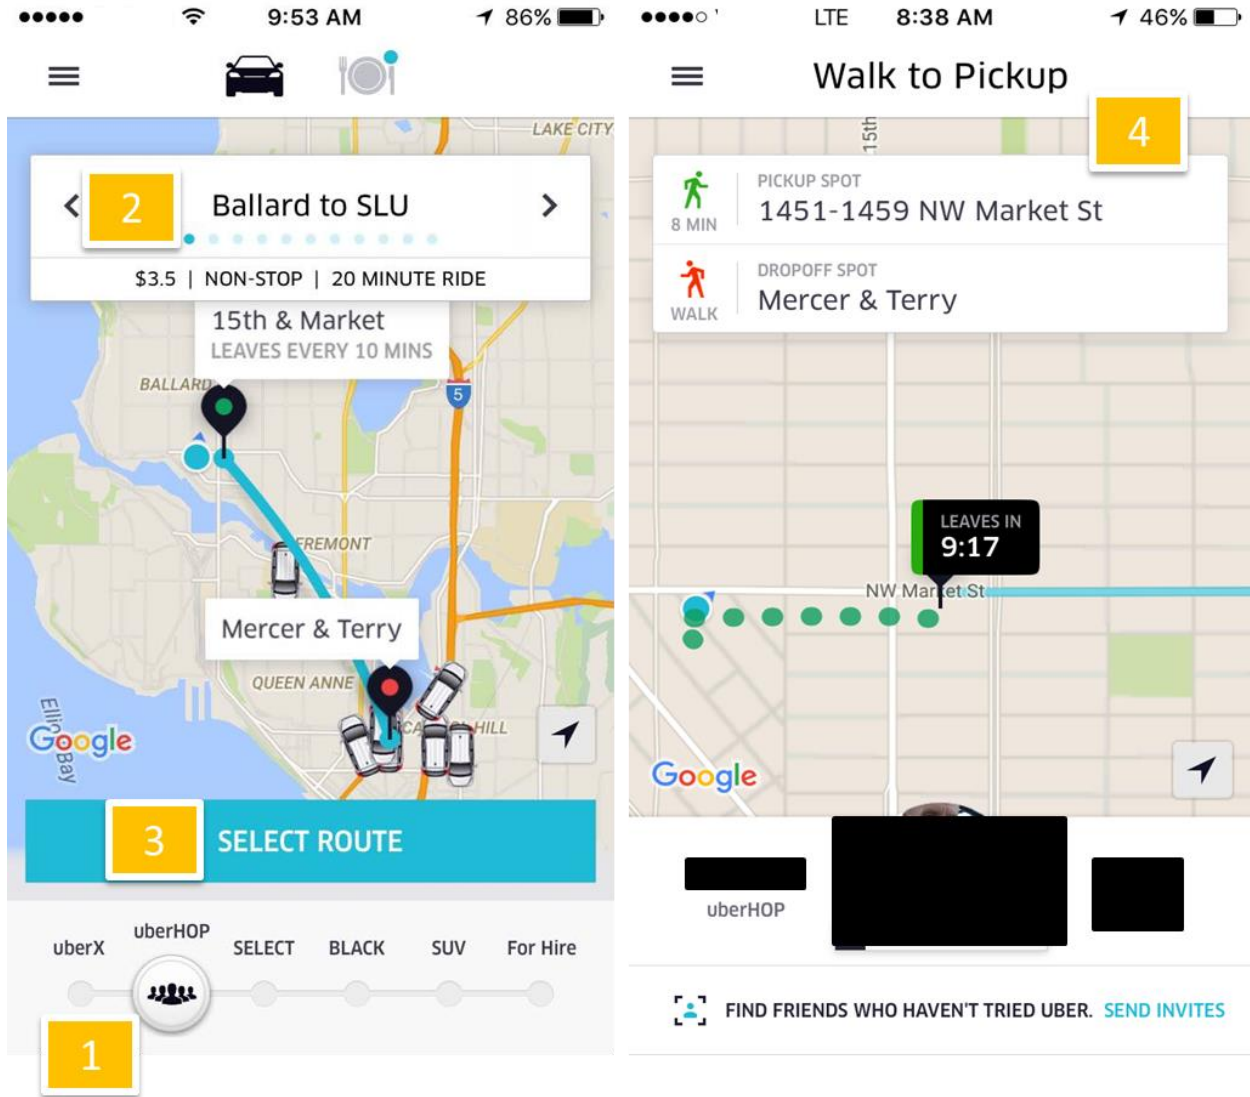 9:53 AM
86%
LAKE CITY
2
Ballard to SLU
$3.5 | NON-STOP | 20 MINUTE RIDE
15th & Market
LEAVES EVERY 10 MINS
BALLARD
5
FREMONT
Mercer & Terry
QUEEN ANNE
HILL
Google
3
SELECT ROUTE
uberX
uberHOP
SELECT
BLACK
SUV
For Hire
1
LTE
8:38 AM
46%
Walk to Pickup
4
15th
8 MIN
PICKUP SPOT
1451-1459 NW Market St
WALK
DROPOFF SPOT
Mercer & Terry
LEAVES IN
9:17
NW Market St
Google
uberHOP
FIND FRIENDS WHO HAVEN'T TRIED UBER. SEND INVITES